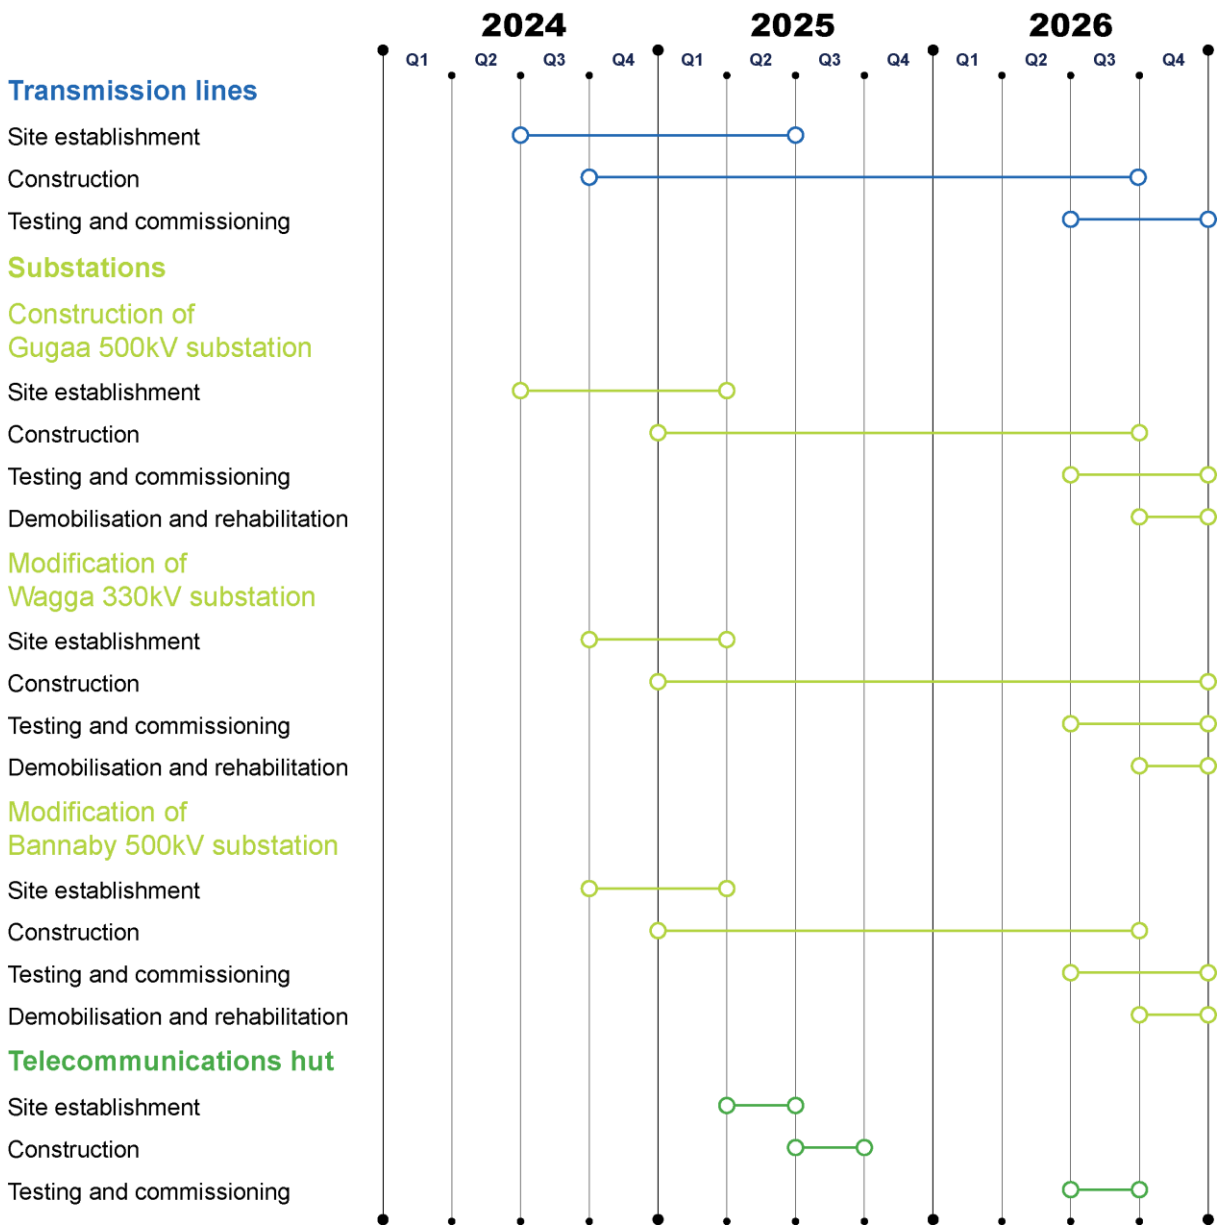 2024 2025 2026
Q1 Q2 Q3 Q4 Q1 Q2 Q3 Q4 Q1 Q2 Q3 Q4
Transmission lines
Site establishment
Construction
Testing and commissioning
Substations
Construction of
Gugaa 500kV substation
Site establishment
Construction
Testing and commissioning
Demobilisation and rehabilitation
Modification of
Wagga 330kV substation
Site establishment
Construction
Testing and commissioning
Demobilisation and rehabilitation
Modification of
Bannaby 500kV substation
Site establishment
Construction
Testing and commissioning
Demobilisation and rehabilitation
Telecommunications hut
Site establishment
Construction
Testing and commissioning